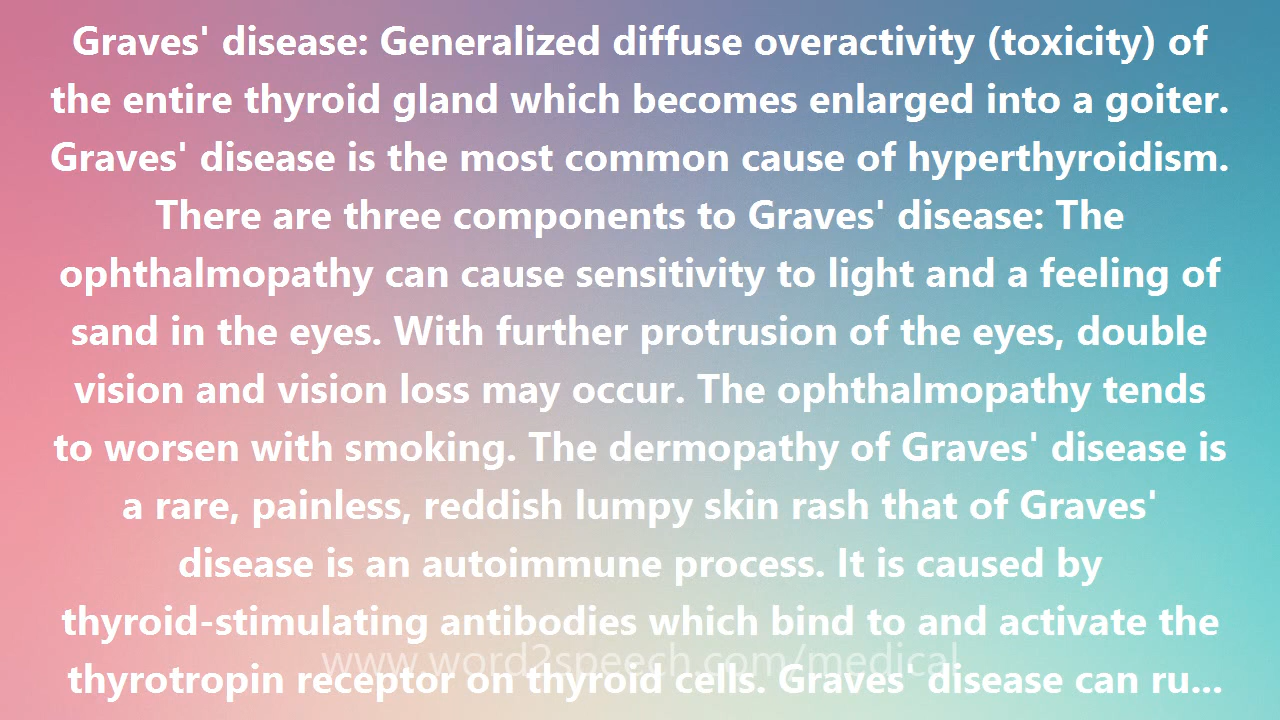 Graves' disease: Generalized diffuse overactivity (toxicity) of
the entire thyroid gland which becomes enlarged into a goiter.
Graves' disease is the most common cause of hyperthyroidism.
There are three components to Graves' disease: The
ophthalmopathy can cause sensitivity to light and a feeling of
sand in the eyes. With further protrusion of the eyes, double
vision and vision loss may occur. The ophthalmopathy tends
to worsen with smoking. The dermopathy of Graves' disease is
a rare, painless, reddish lumpy skin rash that of Graves'
disease is an autoimmune process. It is caused by
thyroid-stimulating antibodies which bind to and activate the
www.word2speech.com/medical
thyrotropin receptor on thyroid cells. Graves' disease can ru...